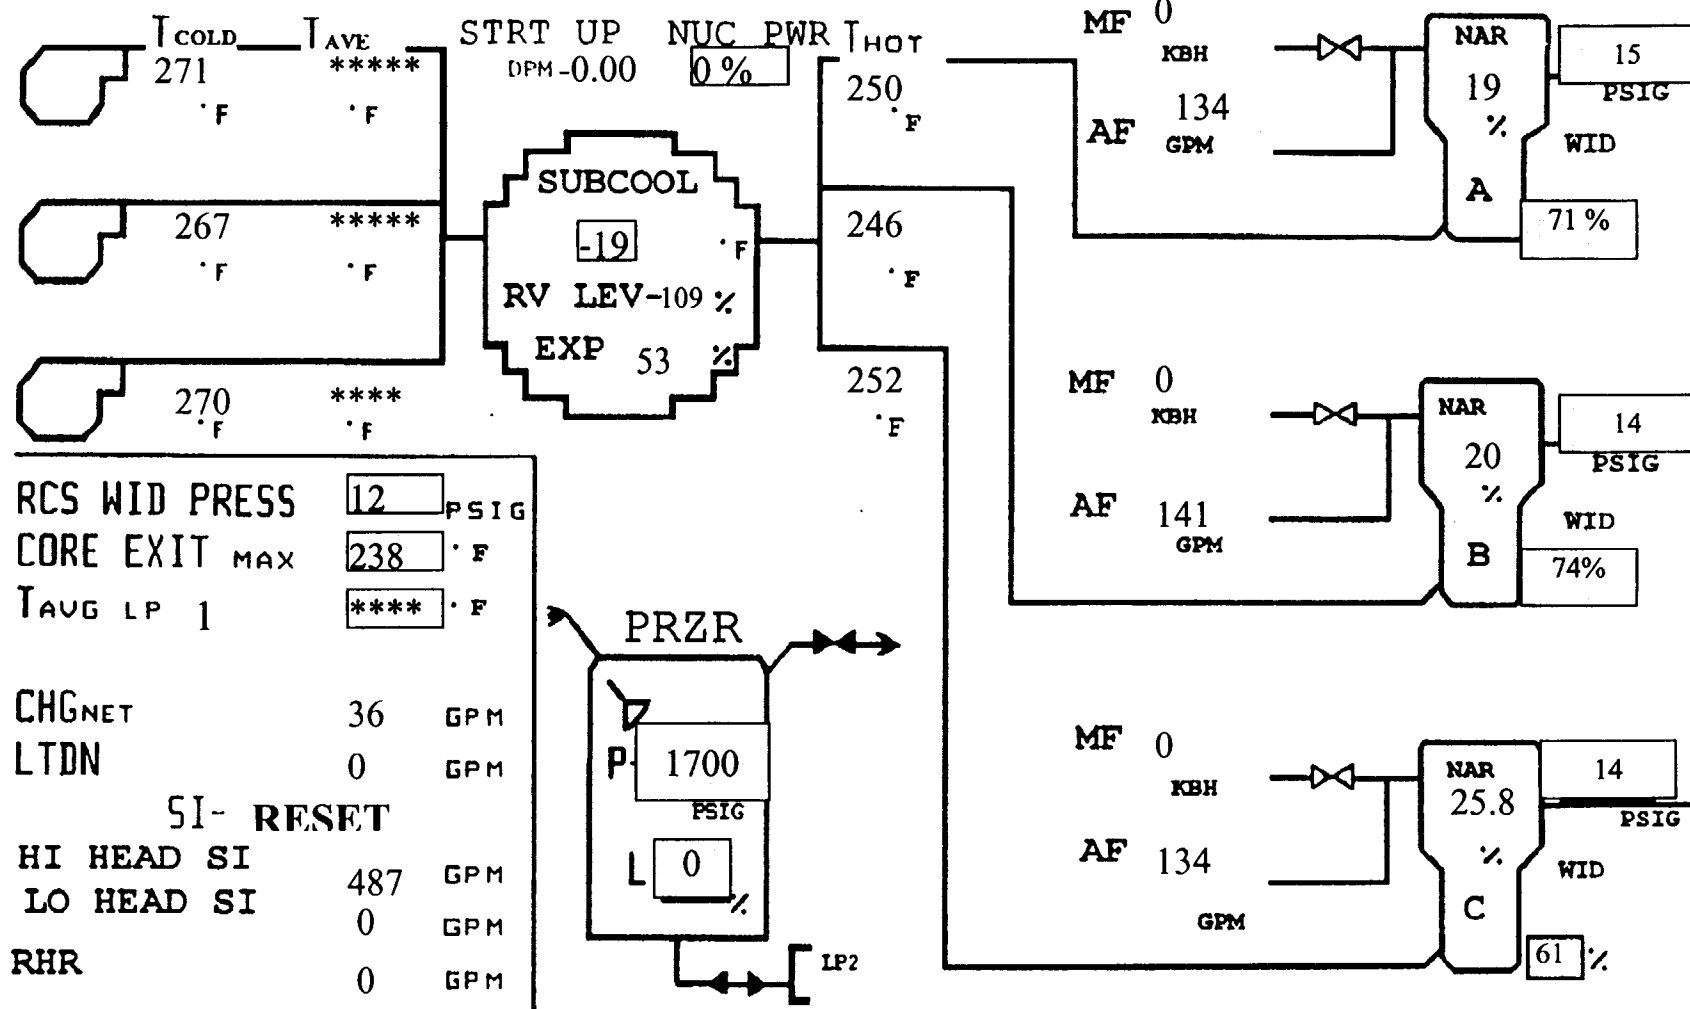 TCOLD TAVE STRT UP NUC PWR THOT
271 ***** DPM -0.00 0 % 250
°F °F °F
267 ***** 246
°F °F °F
270 **** 252
°F °F °F
SUBCOOL
-19 °F
RV LEV -109 %
EXP 53 %
RCS WID PRESS 12 PSIG
CORE EXIT MAX 238 °F
TAVG LP 1 **** °F
CHGNET 36 GPM
LTDN 0 GPM
SI- RESET
HI HEAD SI 487 GPM
LO HEAD SI 0 GPM
RHR 0 GPM
PRZR
P 1700
PSIG
L 0
%
LP2
MF 0
KBH
AF 134
GPM
NAR
19
%
A
15
PSIG
WID
71 %
MF 0
KBH
AF 141
GPM
NAR
20
%
B
14
PSIG
WID
74%
MF 0
KBH
AF 134
GPM
NAR
25.8
%
C
14
PSIG
WID
61 %